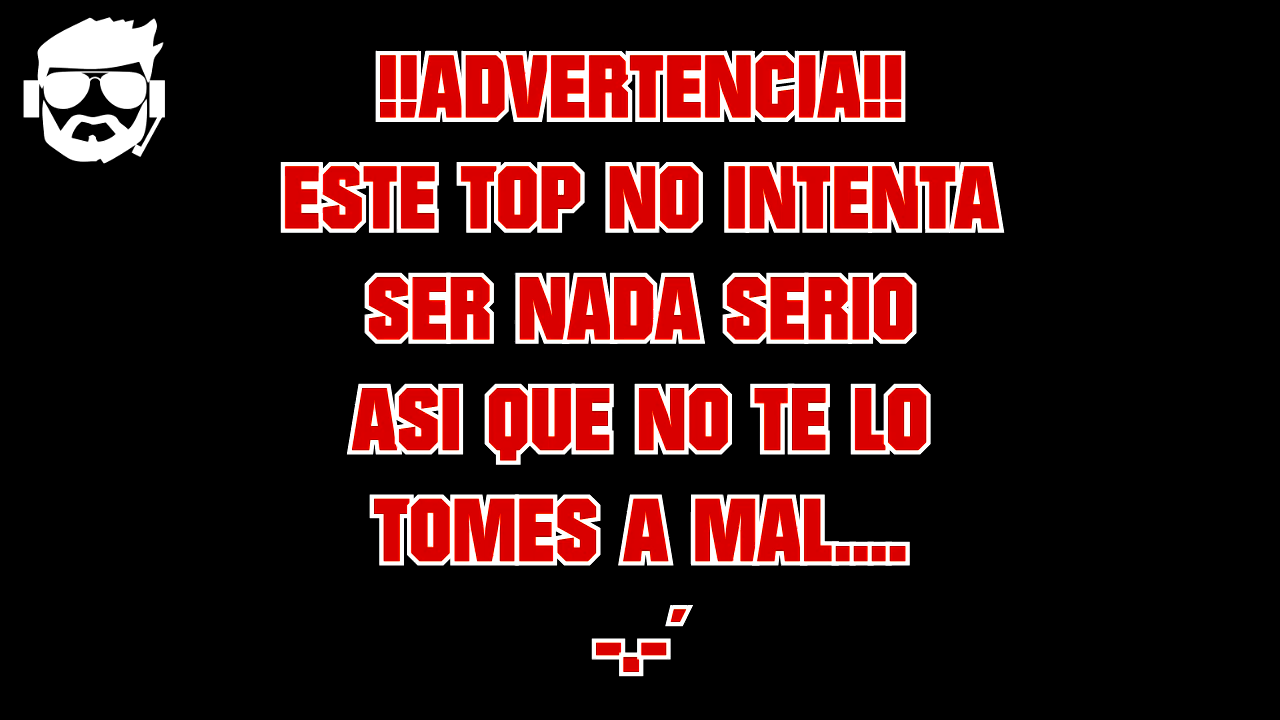 !!ADVERTENCIA!!
ESTE TOP NO INTENTA
SER NADA SERIO
ASI QUE NO TE LO
TOMES A MAL....
-.-´